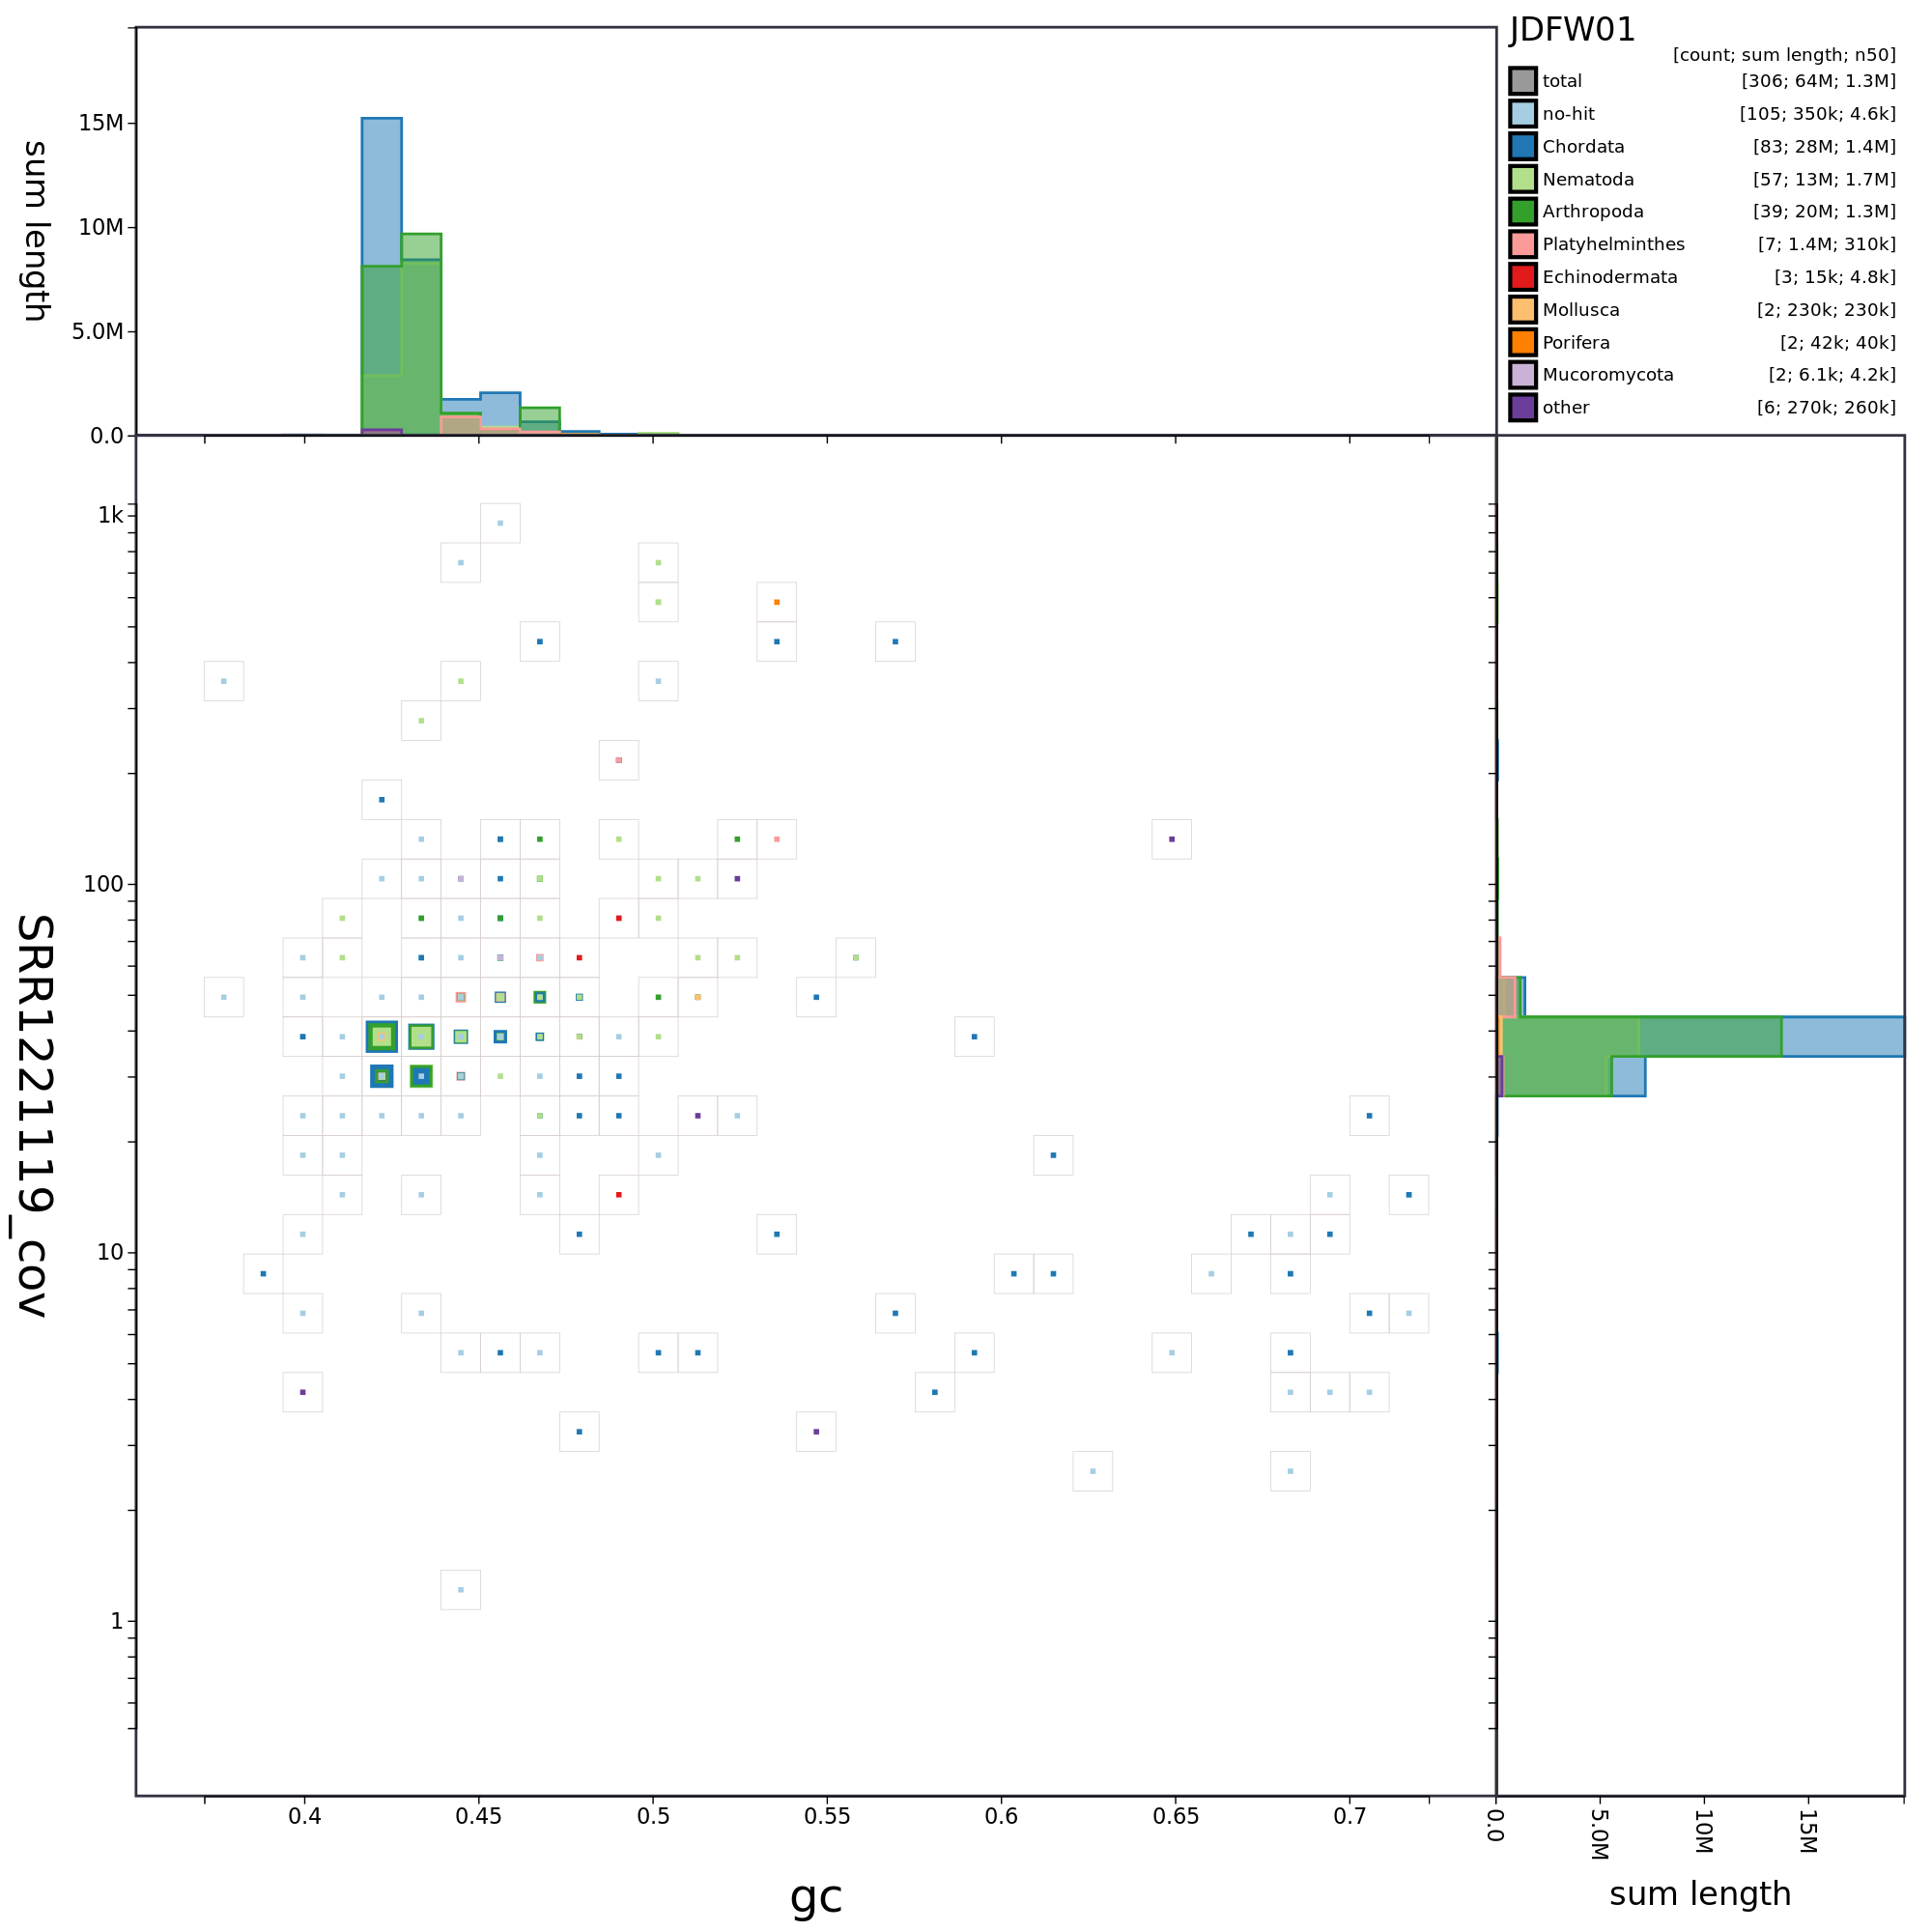 JDFW01
[count; sum length; n50]
total [306; 64M; 1.3M]
no-hit [105; 350k; 4.6k]
Chordata [83; 28M; 1.4M]
Nematoda [57; 13M; 1.7M]
Arthropoda [39; 20M; 1.3M]
Platyhelminthes [7; 1.4M; 310k]
Echinodermata [3; 15k; 4.8k]
Mollusca [2; 230k; 230k]
Porifera [2; 42k; 40k]
Mucoromycota [2; 6.1k; 4.2k]
other [6; 270k; 260k]
sum length
15M
10M
5.0M
0.0
SRR1221119_cov
1k
100
10
1
0.4 0.45 0.5 0.55 0.6 0.65 0.7
gc
0.0 5.0M 10M 15M
sum length